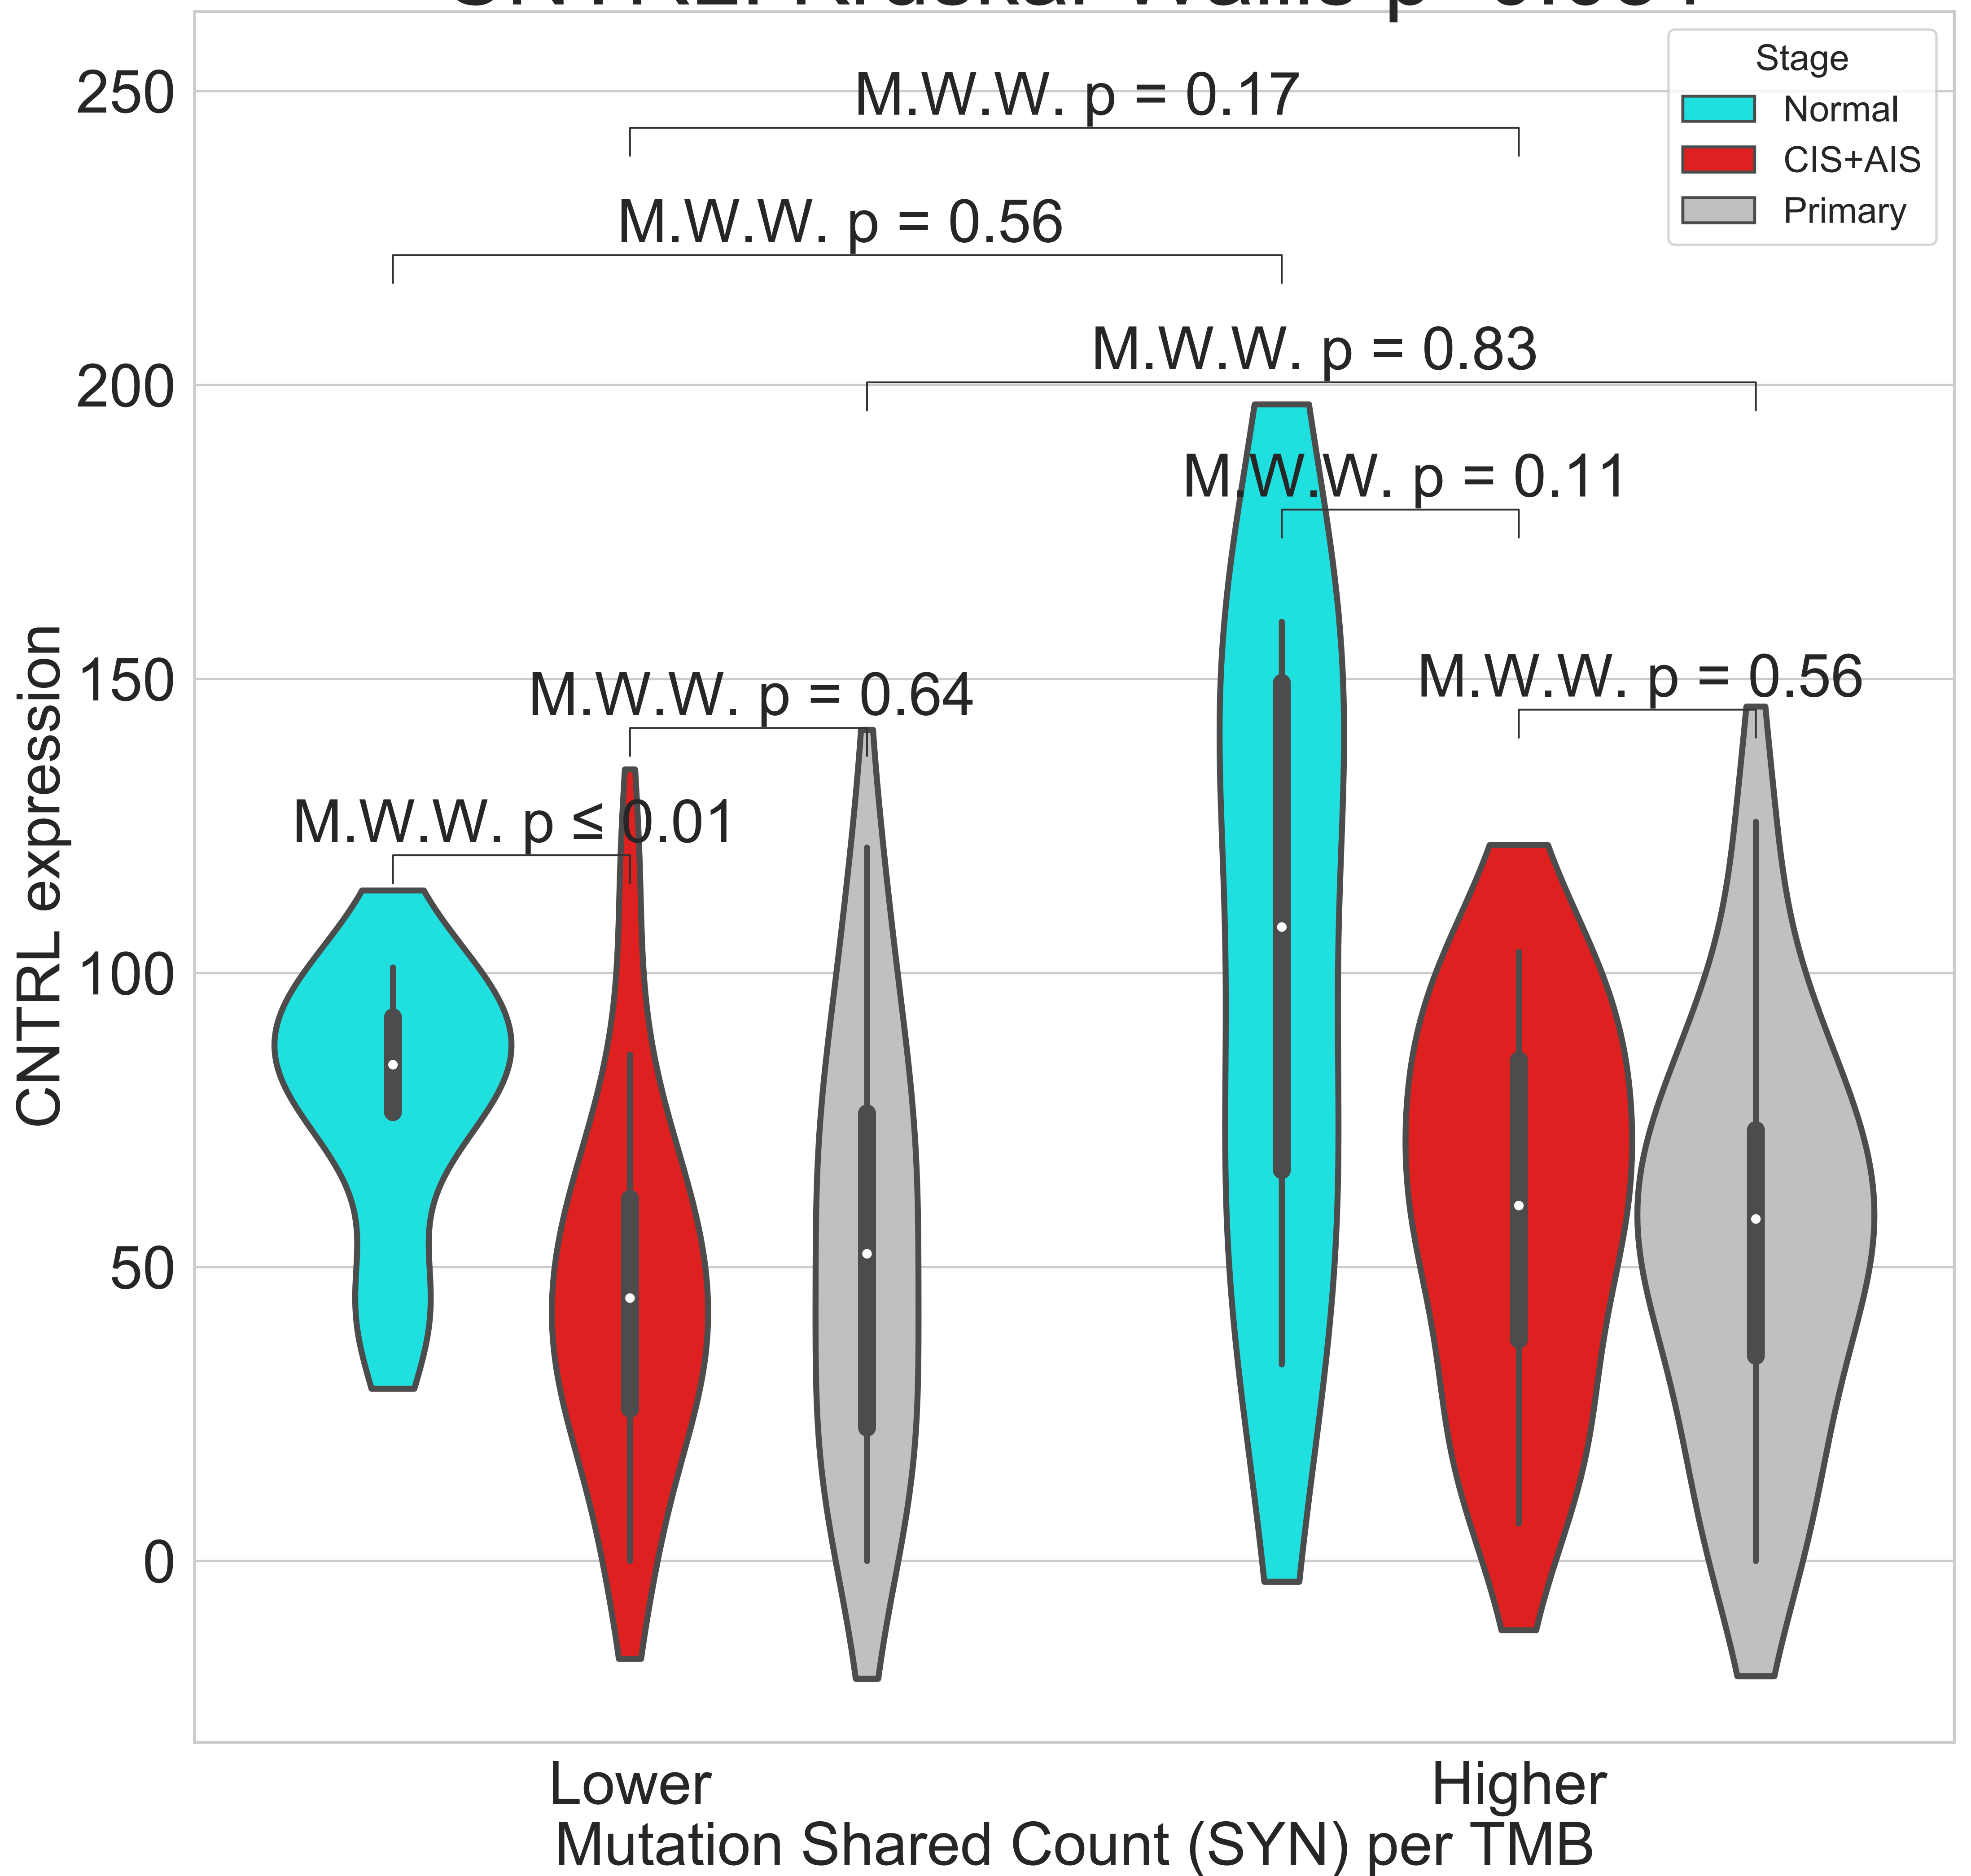 Stage
Normal
CIS+AIS
Primary
M.W.W. p = 0.17
M.W.W. p = 0.56
M.W.W. p = 0.83
M.W.W. p = 0.11
M.W.W. p = 0.56
M.W.W. p = 0.64
M.W.W. p ≤ 0.01
250
200
150
100
50
0
CNTRL expression
Lower
Higher
Mutation Shared Count (SYN) per TMB